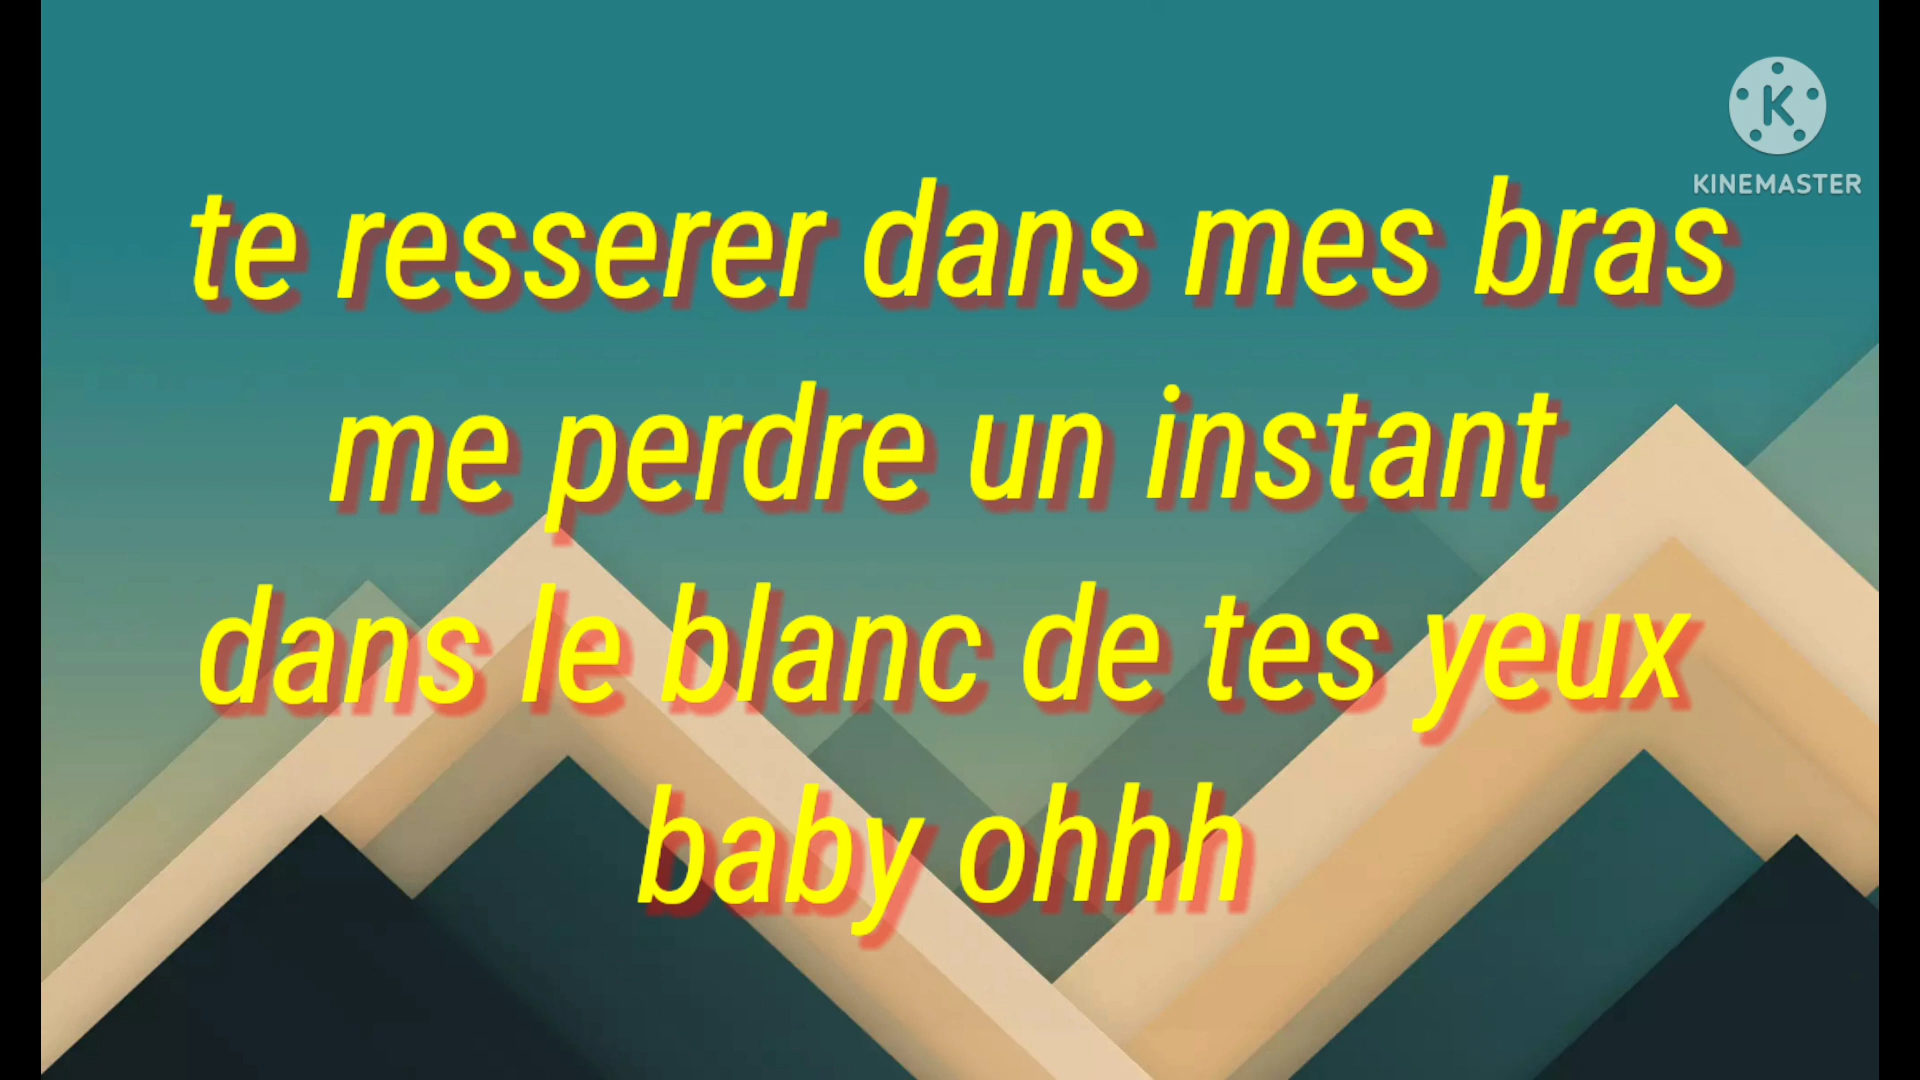 KINEMASTER
te resserer dans mes bras
me perdre un instant
dans le blanc de tes yeux
baby ohhh